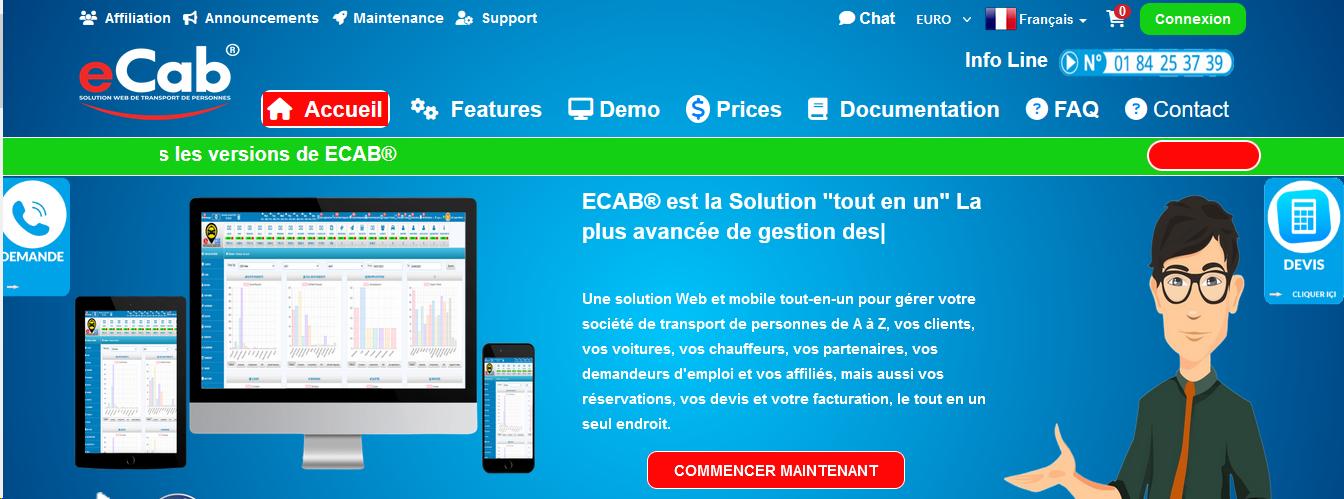 Affiliation Announcements Maintenance Support
Chat EURO Français 0 Connexion
eCab®
SOLUTION WEB DE TRANSPORT DE PERSONNES
Info Line N° 01 84 25 37 39
Accueil Features Demo $ Prices Documentation ? FAQ ? Contact
s les versions de ECAB®
DEMANDE
ECAB® est la Solution "tout en un" La
plus avancée de gestion des|
Une solution Web et mobile tout-en-un pour gérer votre
société de transport de personnes de A à Z, vos clients,
vos voitures, vos chauffeurs, vos partenaires, vos
demandeurs d'emploi et vos affiliés, mais aussi vos
réservations, vos devis et votre facturation, le tout en un
seul endroit.
COMMENCER MAINTENANT
DEVIS
CLIQUER IÇI